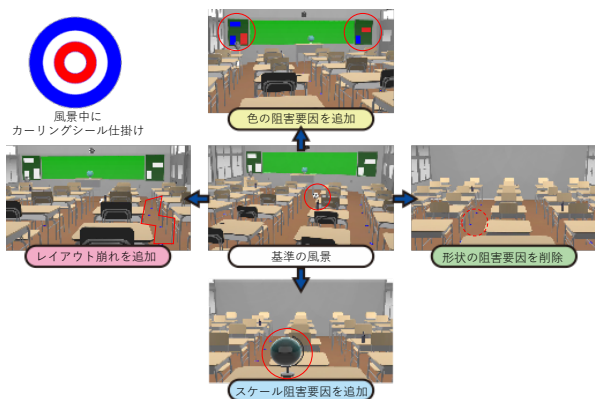 風景中に
カーリングシール仕掛け
色の阻害要因を追加
レイアウト崩れを追加
基準の風景
形状の阻害要因を削除
スケール阻害要因を追加